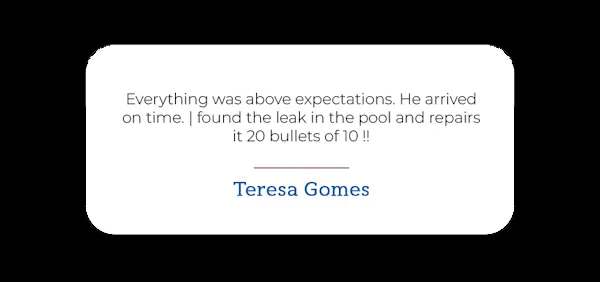 Everything was above expectations. He arrived
on time. | found the leak in the pool and repairs
it 20 bullets of 10 !!
Teresa Gomes